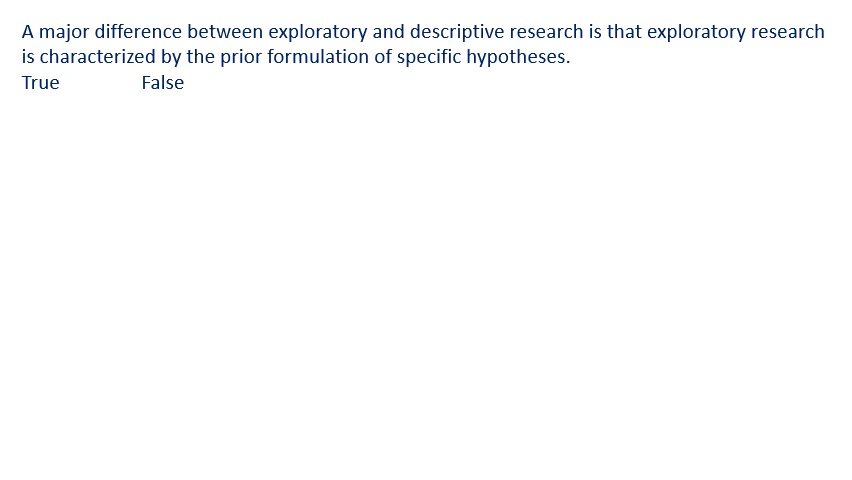 A major difference between exploratory and descriptive research is that exploratory research
is characterized by the prior formulation of specific hypotheses.
True False